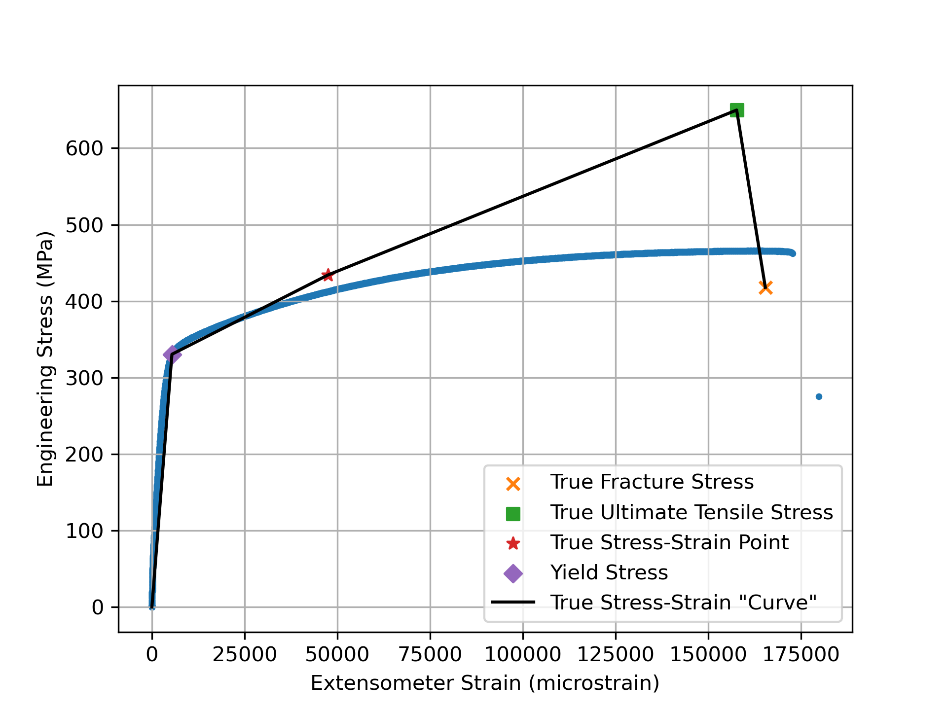 600
500
400
300
200
100
0
Engineering Stress (MPa)
True Fracture Stress
True Ultimate Tensile Stress
True Stress-Strain Point
Yield Stress
True Stress-Strain "Curve"
0 25000 50000 75000 100000 125000 150000 175000
Extensometer Strain (microstrain)